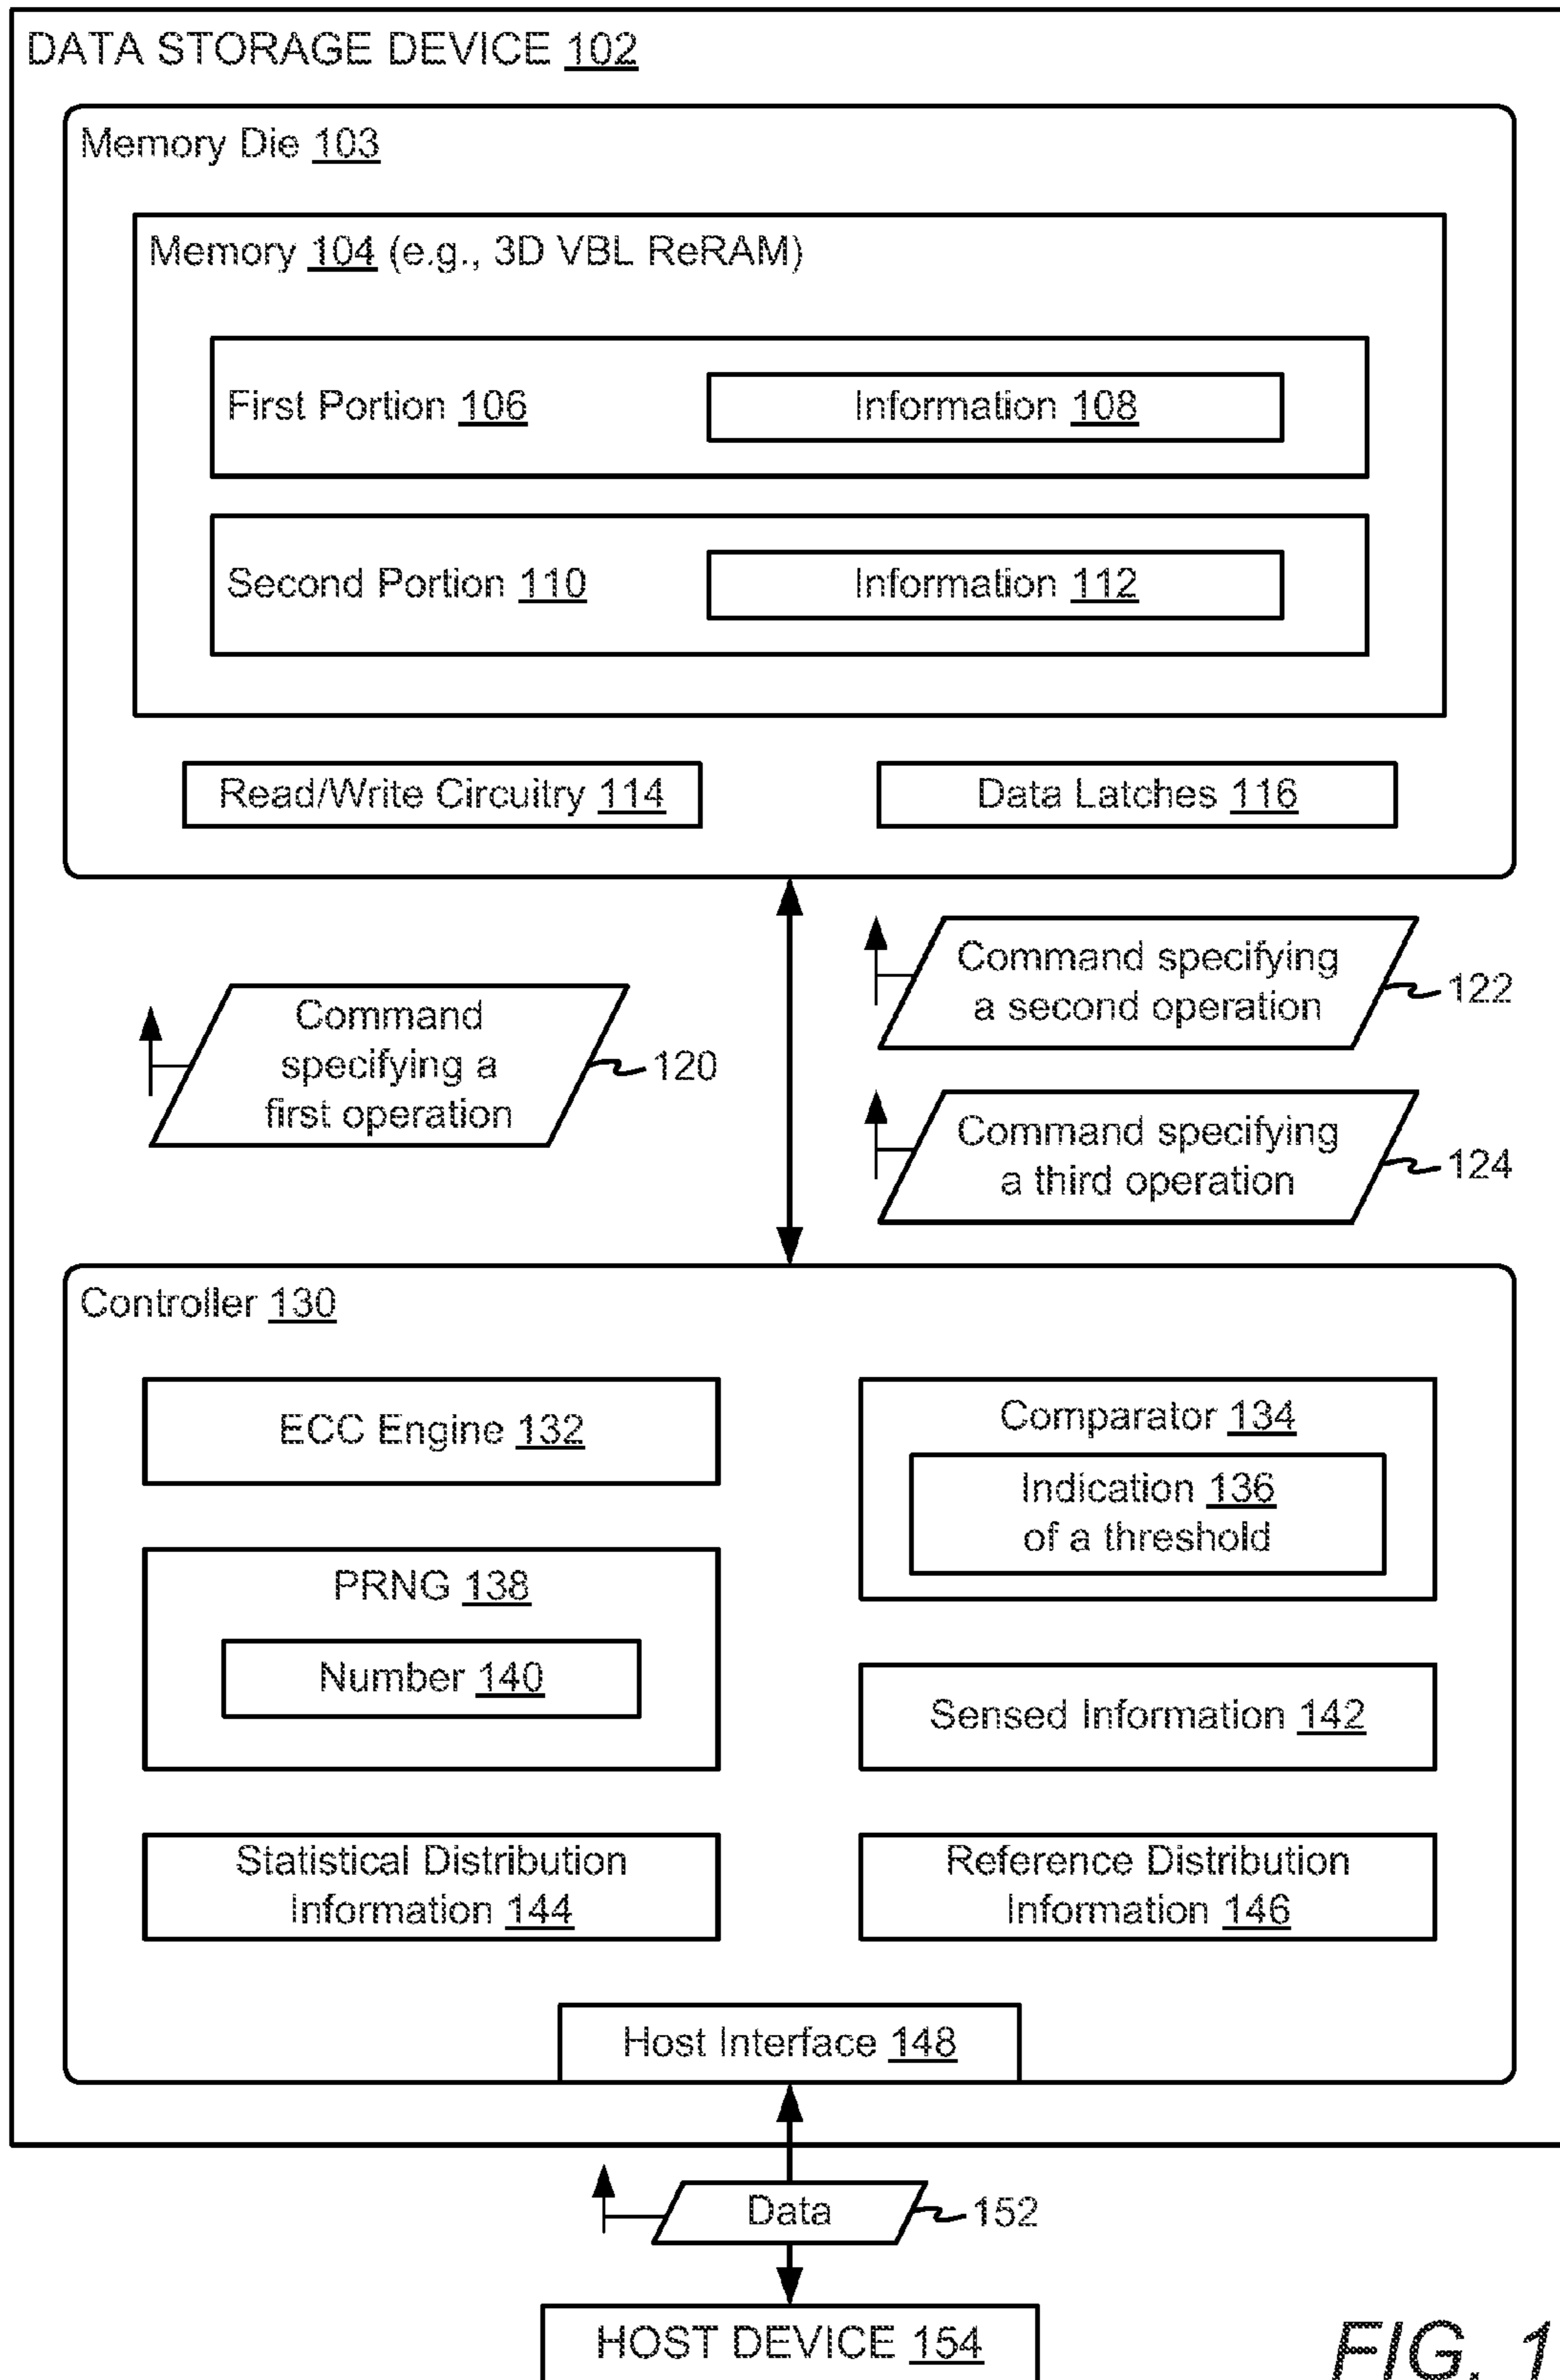 DATA STORAGE DEVICE 102
Memory Die 103
Memory 104 (e.g., 3D VBL ReRAM)
First Portion 106
Information 108
Second Portion 110
Information 112
Read/Write Circuitry 114
Data Latches 116
Command
specifying a
first operation
120
Command specifying
a second operation
122
Command specifying
a third operation
124
Controller 130
ECC Engine 132
Comparator 134
Indication 136
of a threshold
PRNG 138
Number 140
Sensed Information 142
Statistical Distribution
Information 144
Reference Distribution
Information 146
Host Interface 148
Data
152
HOST DEVICE 154
FIG. 1